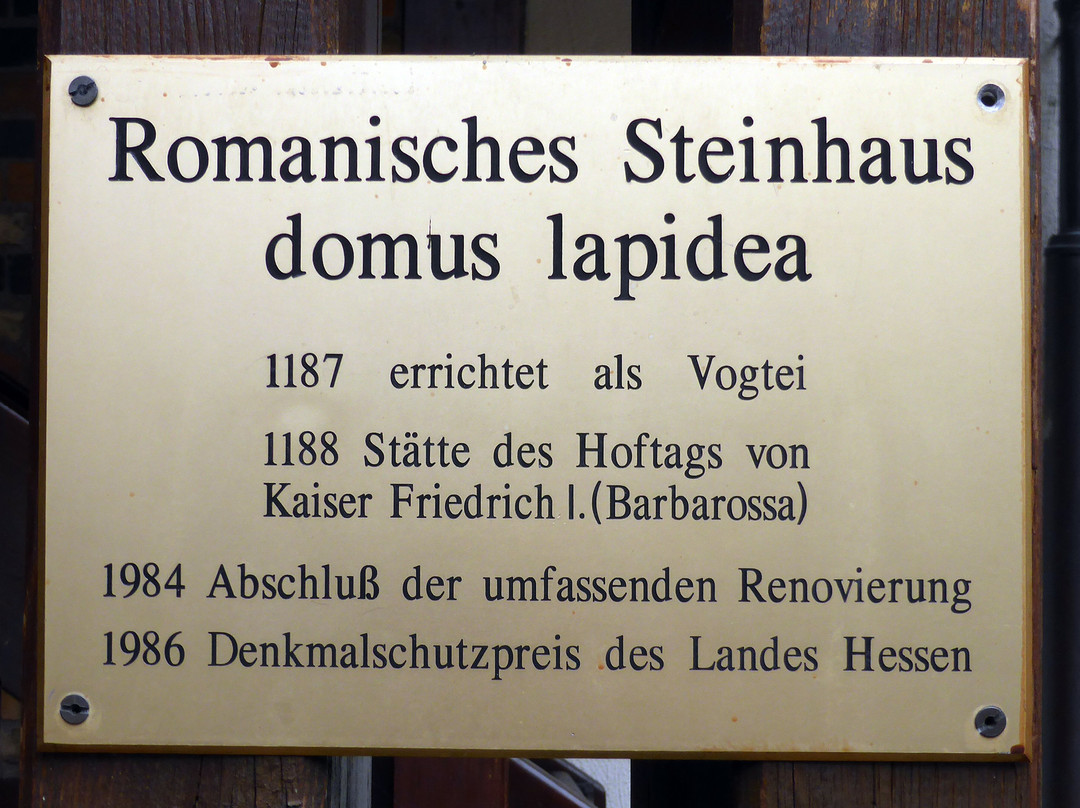 Romanisches Steinhaus
domus lapidea
1187 errichtet als Vogtei
1188 Stätte des Hoftags von
Kaiser Friedrich I. (Barbarossa)
1984 Abschluß der umfassenden Renovierung
1986 Denkmalschutzpreis des Landes Hessen